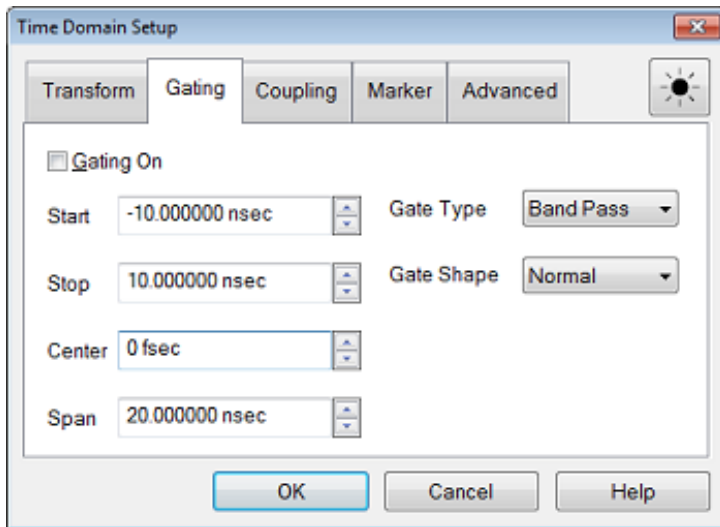 Time Domain Setup
Transform Gating Coupling Marker Advanced
Gating On
Start -10.000000 nsec Gate Type Band Pass
Stop 10.000000 nsec Gate Shape Normal
Center 0 fsec
Span 20.000000 nsec
OK Cancel Help